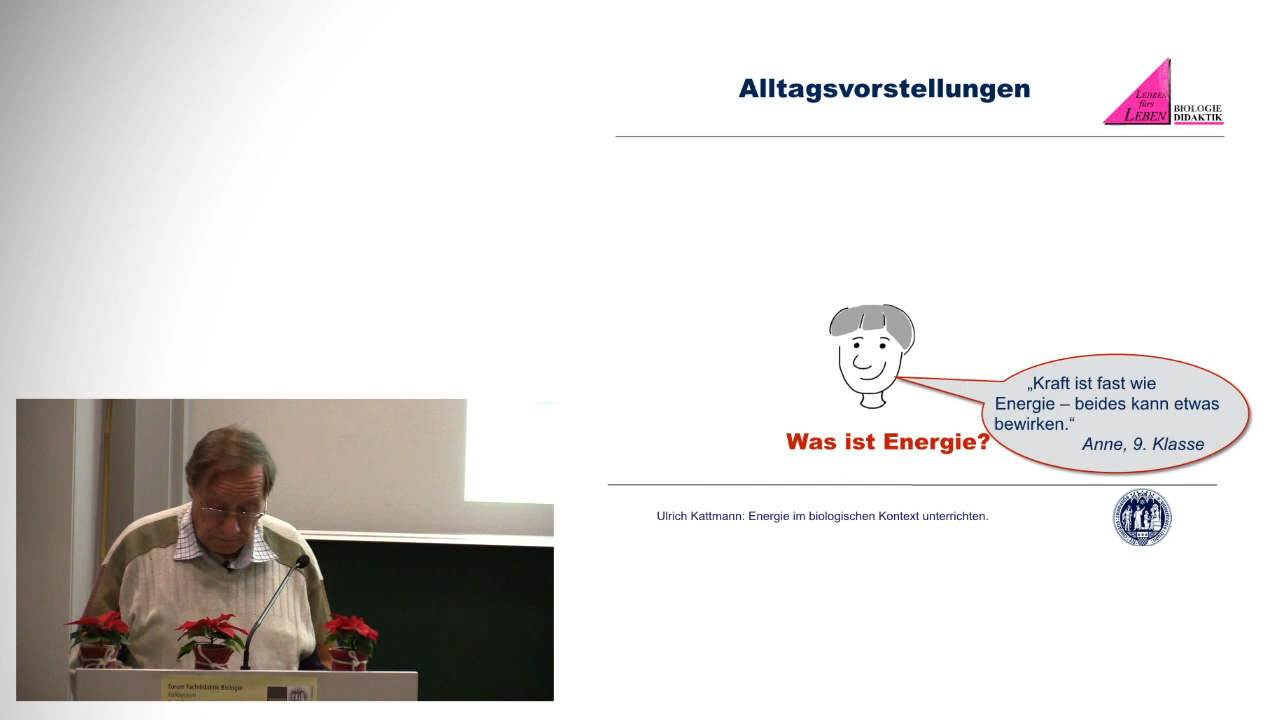 Alltagsvorstellungen
LEHREN
fürs
LEBEN
BIOLOGIE
DIDAKTIK
„Kraft ist fast wie
Energie – beides kann etwas
bewirken.“
Anne, 9. Klasse
Was ist Energie?
Ulrich Kattmann: Energie im biologischen Kontext unterrichten.
Forum Fachdidaktik Biologie
Kolloquium